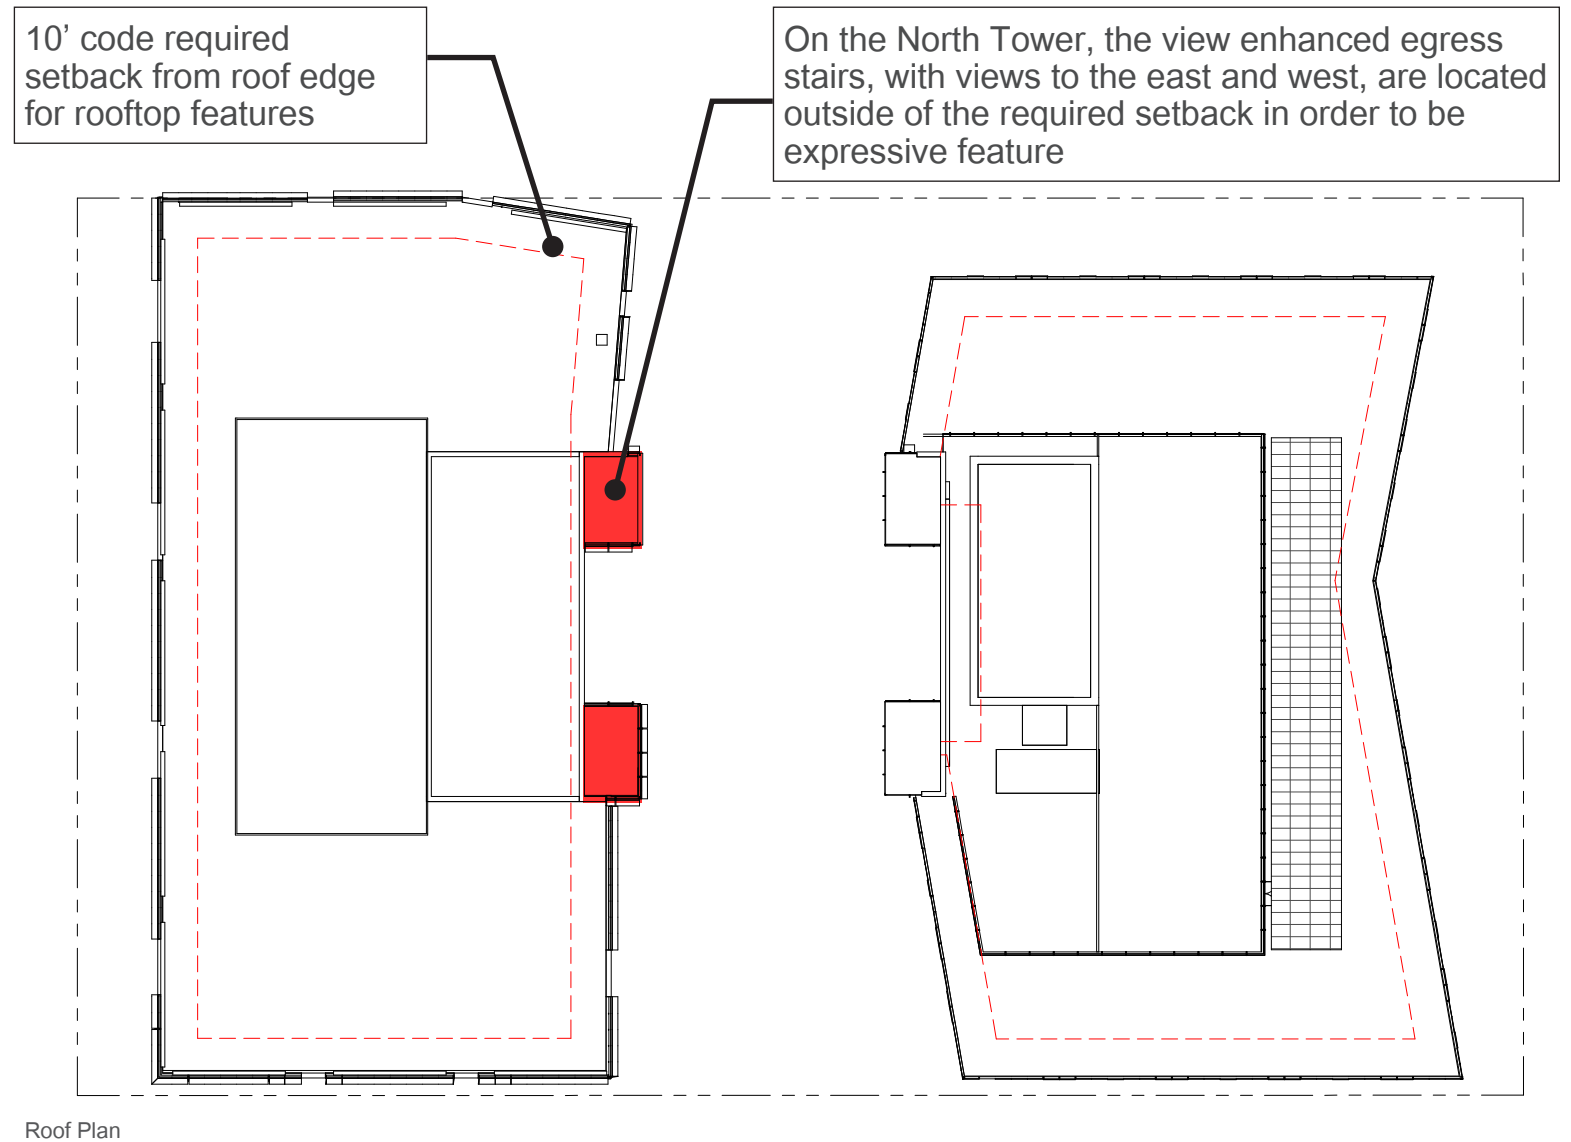 10’ code required
setback from roof edge
for rooftop features
On the North Tower, the view enhanced egress
stairs, with views to the east and west, are located
outside of the required setback in order to be
expressive feature
Roof Plan